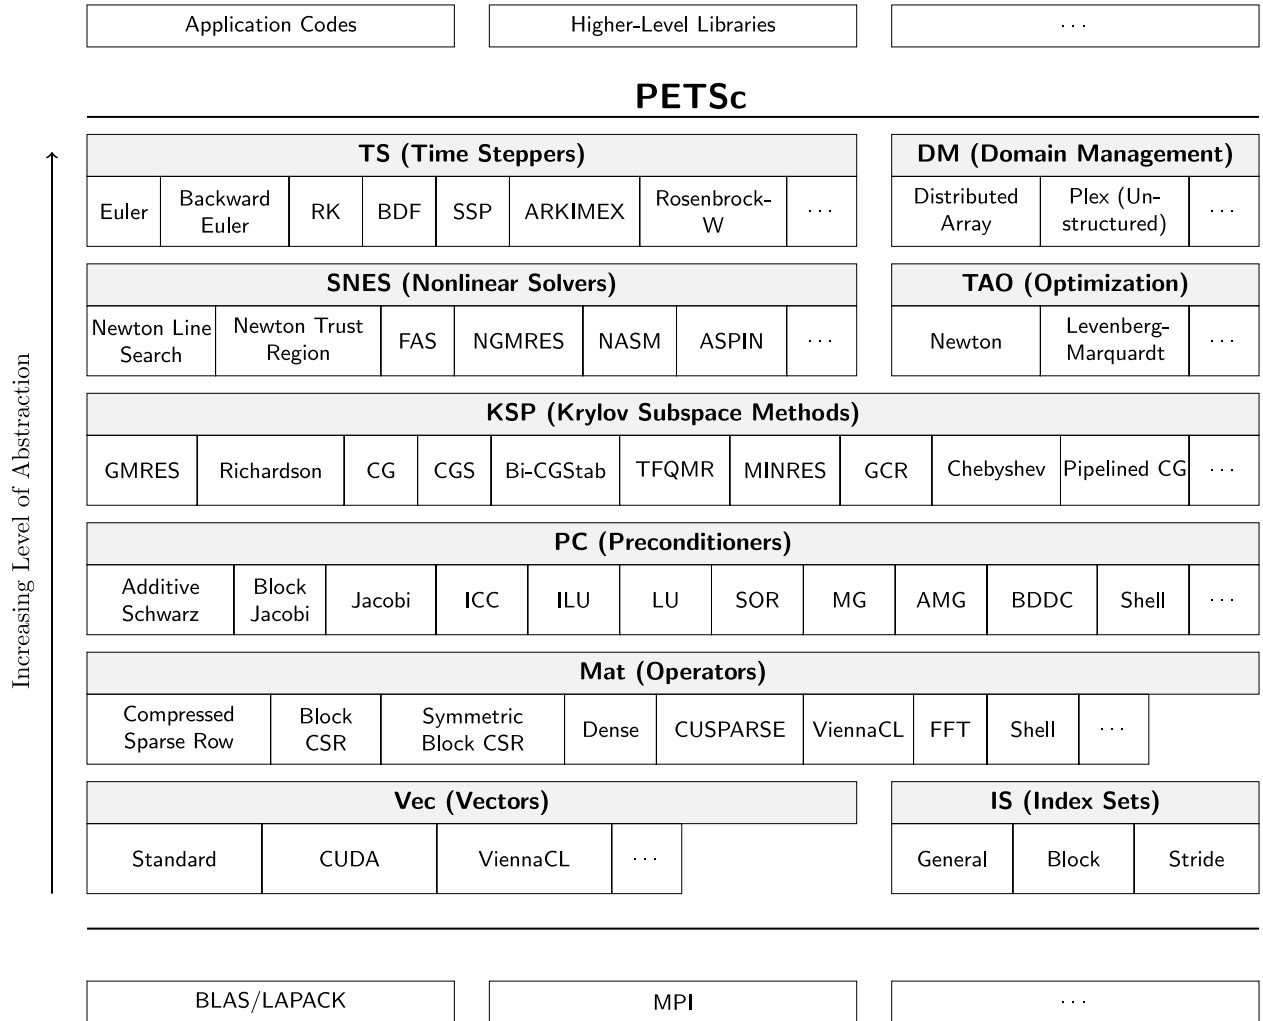 Application Codes
Higher-Level Libraries
...
PETSc
TS (Time Steppers)
DM (Domain Management)
Euler
Backward
Euler
RK
BDF
SSP
ARKIMEX
Rosenbrock-
W
...
Distributed
Array
Plex (Un-
structured)
...
SNES (Nonlinear Solvers)
TAO (Optimization)
Newton Line
Search
Newton Trust
Region
FAS
NGMRES
NASM
ASPIN
...
Newton
Levenberg-
Marquardt
...
Increasing Level of Abstraction
KSP (Krylov Subspace Methods)
GMRES
Richardson
CG
CGS
Bi-CGStab
TFQMR
MINRES
GCR
Chebyshev
Pipelined CG
...
PC (Preconditioners)
Additive
Schwarz
Block
Jacobi
Jacobi
ICC
ILU
LU
SOR
MG
AMG
BDDC
Shell
...
Mat (Operators)
Compressed
Sparse Row
Block
CSR
Symmetric
Block CSR
Dense
CUSPARSE
ViennaCL
FFT
Shell
...
Vec (Vectors)
IS (Index Sets)
Standard
CUDA
ViennaCL
...
General
Block
Stride
BLAS/LAPACK
MPI
...